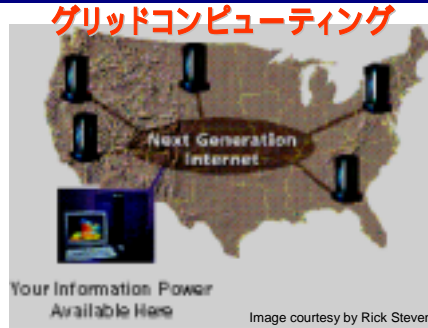 グリッドコンピューティング
Next Generation
Internet
Your Information Power
Available Here
Image courtesy by Rick Steven